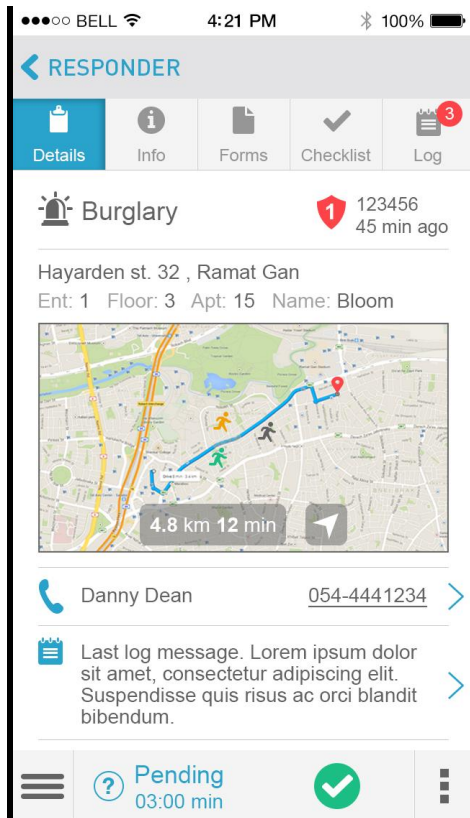 BELL 4:21 PM 100%
RESPONDER
3
Details Info Forms Checklist Log
Burglary 1 123456
45 min ago
Hayarden st. 32 , Ramat Gan
Ent: 1 Floor: 3 Apt: 15 Name: Bloom
4.8 km 12 min
Danny Dean 054-4441234
Last log message. Lorem ipsum dolor
sit amet, consectetur adipiscing elit.
Suspendisse quis risus ac orci blandit
bibendum.
? Pending
03:00 min